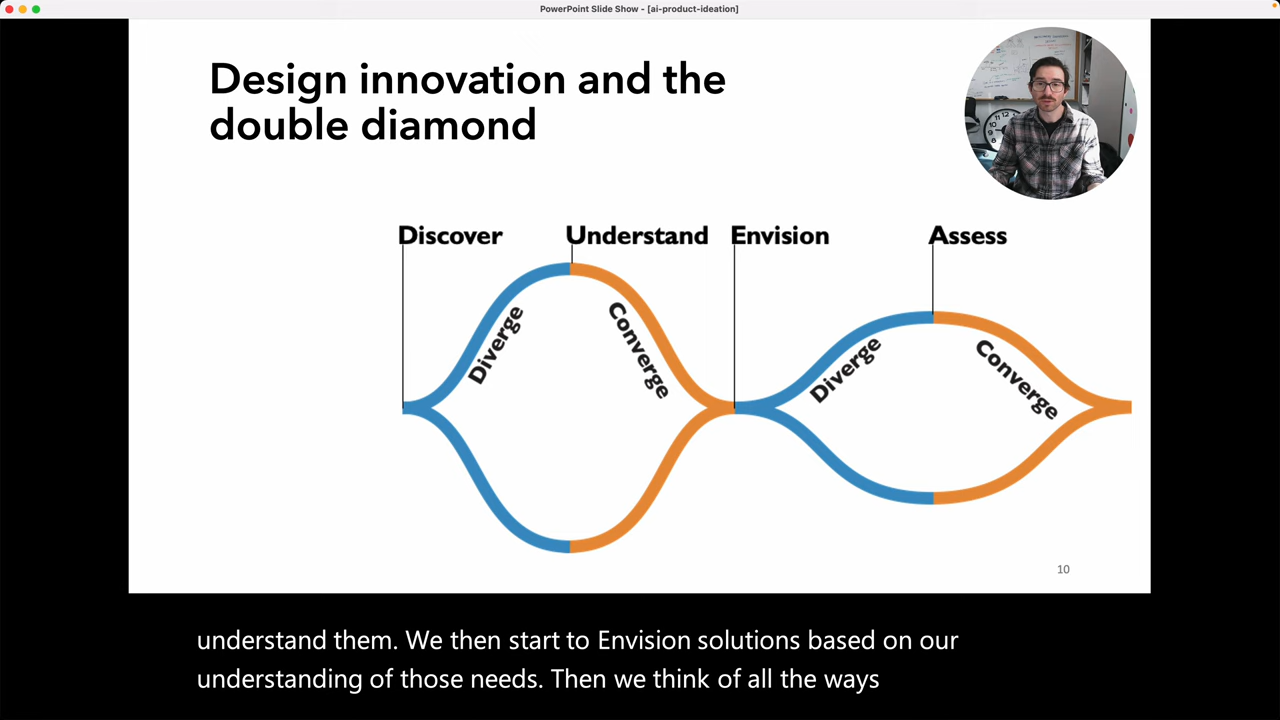 PowerPoint Slide Show - [ai-product-ideation]
Design innovation and the
double diamond
Discover
Understand
Envision
Assess
Diverge
Converge
Diverge
Converge
10
understand them. We then start to Envision solutions based on our
understanding of those needs. Then we think of all the ways